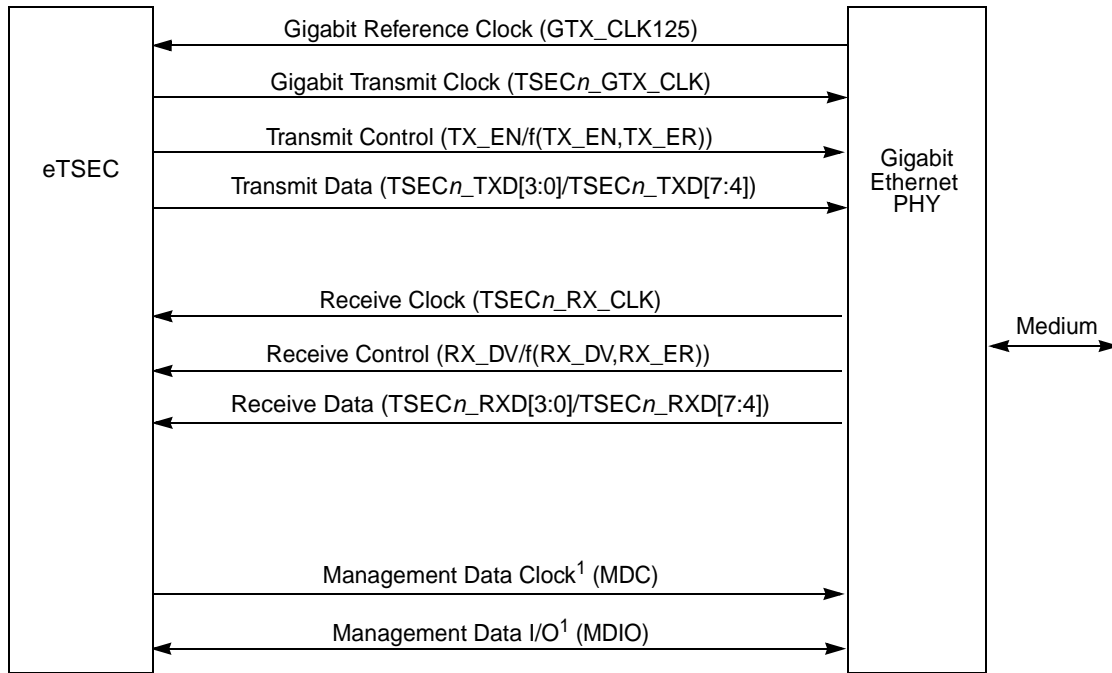 Gigabit Reference Clock (GTX_CLK125)
Gigabit Transmit Clock (TSECn_GTX_CLK)
Transmit Control (TX_EN/f(TX_EN,TX_ER))
eTSEC
Gigabit
Ethernet
PHY
Transmit Data (TSECn_TXD[3:0]/TSECn_TXD[7:4])
Receive Clock (TSECn_RX_CLK)
Medium
Receive Control (RX_DV/f(RX_DV,RX_ER))
Receive Data (TSECn_RXD[3:0]/TSECn_RXD[7:4])
Management Data Clock¹ (MDC)
Management Data I/O¹ (MDIO)